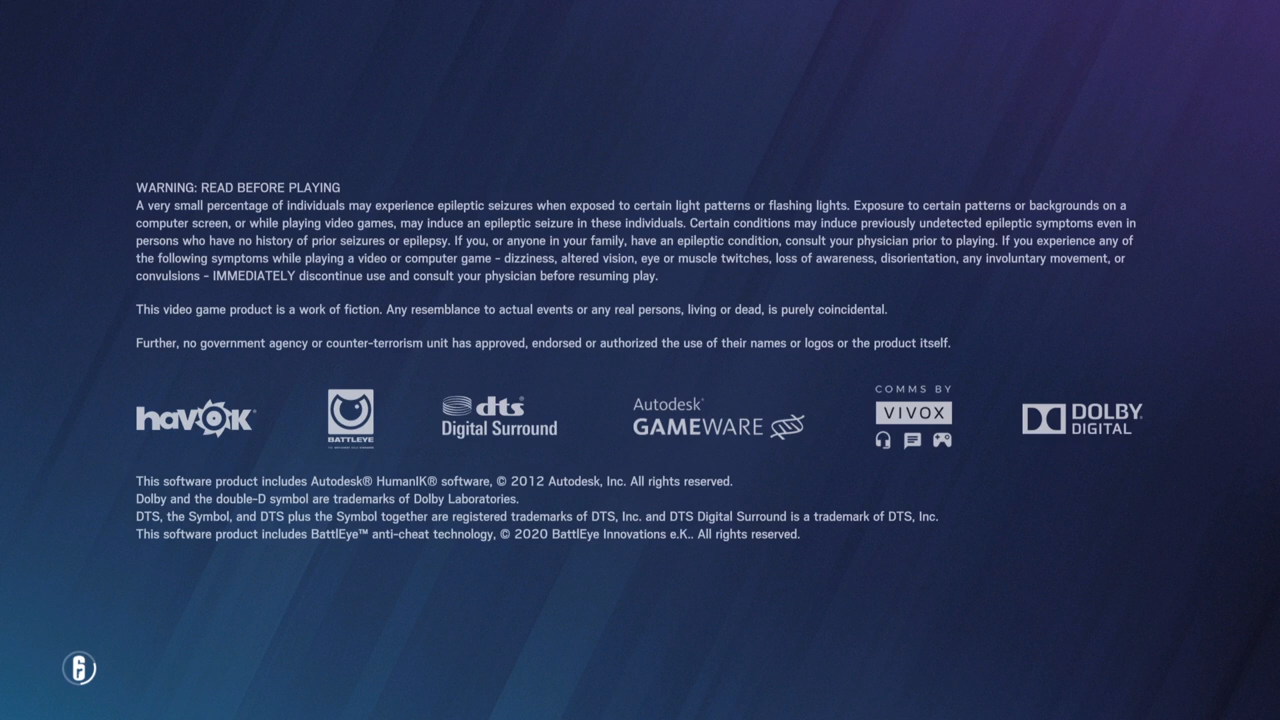 WARNING: READ BEFORE PLAYING
A very small percentage of individuals may experience epileptic seizures when exposed to certain light patterns or flashing lights. Exposure to certain patterns or backgrounds on a
computer screen, or while playing video games, may induce an epileptic seizure in these individuals. Certain conditions may induce previously undetected epileptic symptoms even in
persons who have no history of prior seizures or epilepsy. If you, or anyone in your family, have an epileptic condition, consult your physician prior to playing. If you experience any of
the following symptoms while playing a video or computer game - dizziness, altered vision, eye or muscle twitches, loss of awareness, disorientation, any involuntary movement, or
convulsions - IMMEDIATELY discontinue use and consult your physician before resuming play.
This video game product is a work of fiction. Any resemblance to actual events or any real persons, living or dead, is purely coincidental.
Further, no government agency or counter-terrorism unit has approved, endorsed or authorized the use of their names or logos or the product itself.
havok®
BATTLEYE
dts®
Digital Surround
Autodesk®
GAMEWARE
COMMS BY
VIVOX
DOLBY®
DIGITAL
This software product includes Autodesk® HumanIK® software, © 2012 Autodesk, Inc. All rights reserved.
Dolby and the double-D symbol are trademarks of Dolby Laboratories.
DTS, the Symbol, and DTS plus the Symbol together are registered trademarks of DTS, Inc. and DTS Digital Surround is a trademark of DTS, Inc.
This software product includes BattlEye™ anti-cheat technology, © 2020 BattlEye Innovations e.K.. All rights reserved.
6